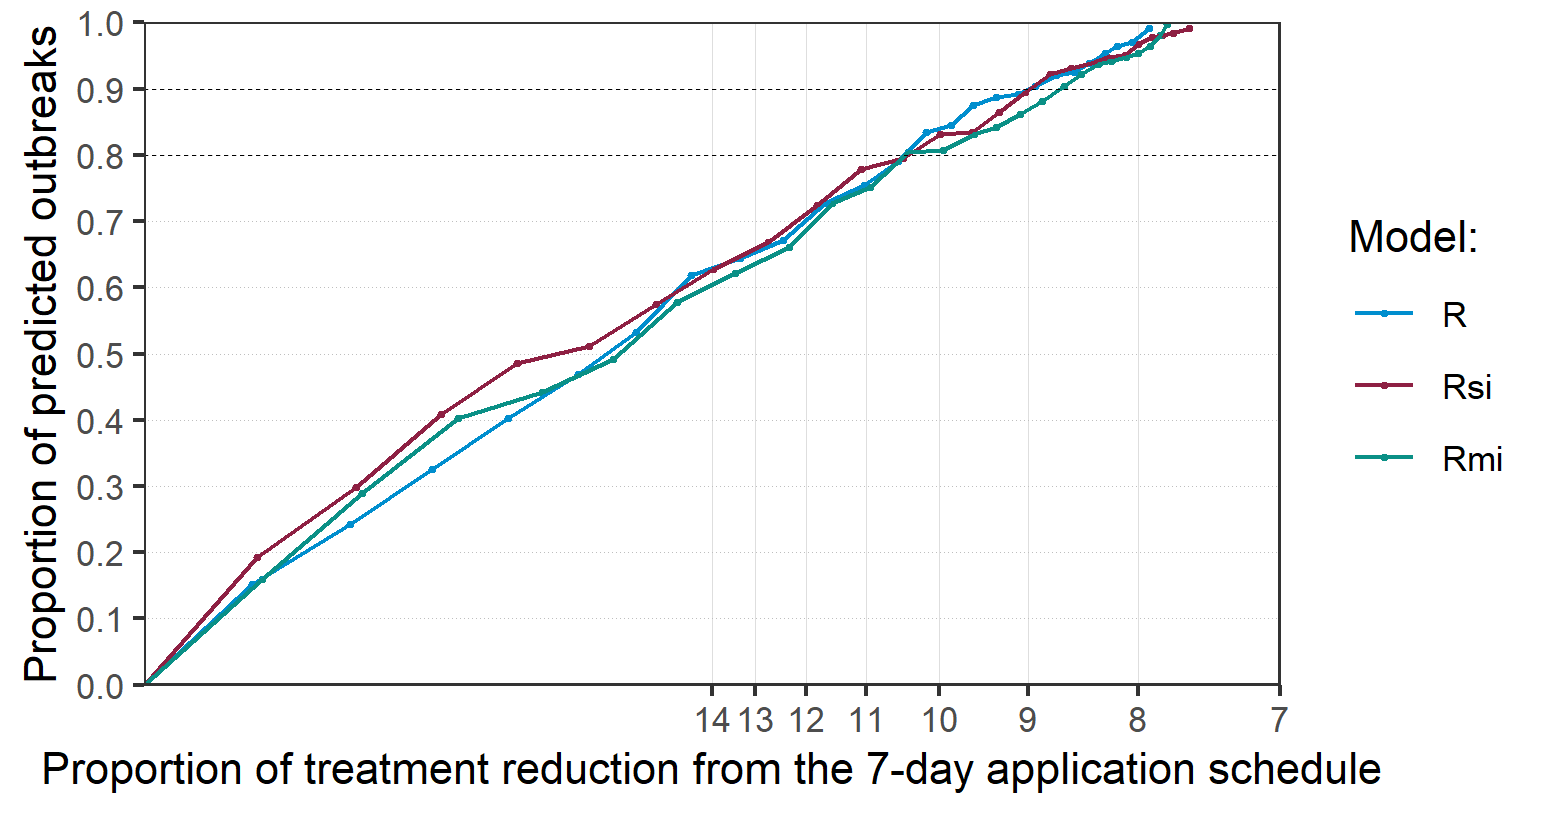 Proportion of predicted outbreaks
1.0
0.9
0.8
0.7
0.6
0.5
0.4
0.3
0.2
0.1
0.0
14 13 12 11 10 9 8 7
Proportion of treatment reduction from the 7-day application schedule
Model:
R
Rsi
Rmi